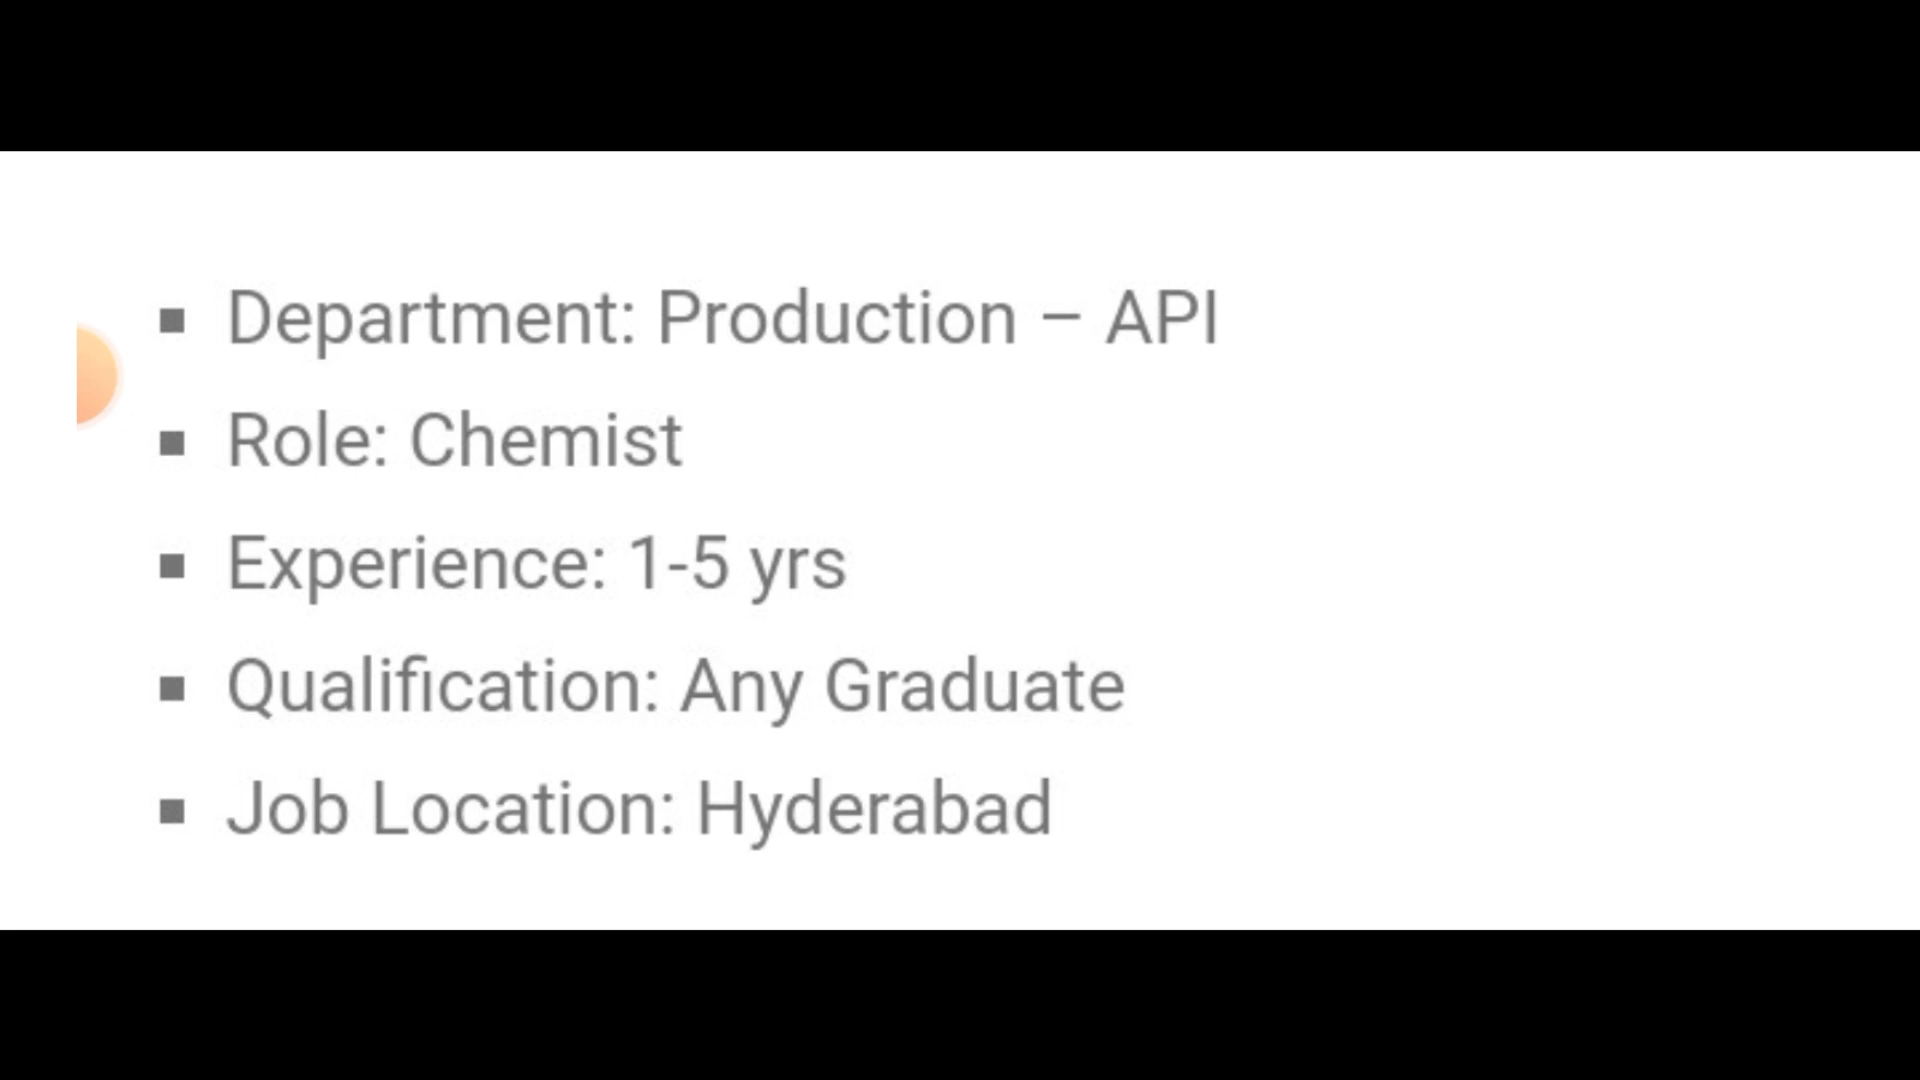 ▪ Department: Production – API
▪ Role: Chemist
▪ Experience: 1-5 yrs
▪ Qualification: Any Graduate
▪ Job Location: Hyderabad